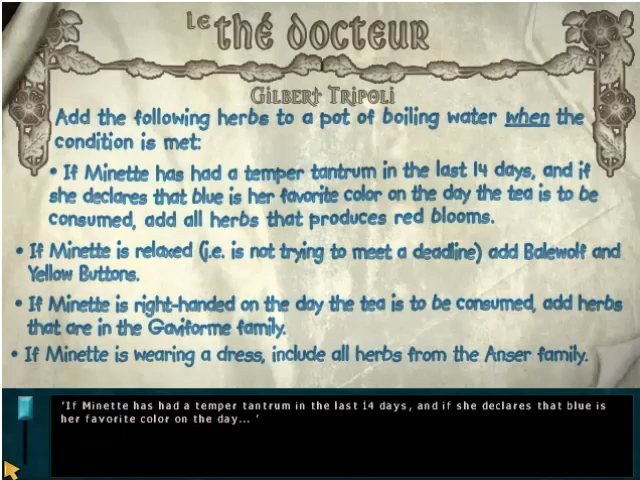 Le thé docteur
Gilbert Tripoli
Add the following herbs to a pot of boiling water when the
condition is met:
• If Minette has had a temper tantrum in the last 14 days, and if
she declares that blue is her favorite color on the day the tea is to be
consumed, add all herbs that produces red blooms.
• If Minette is relaxed (i.e. is not trying to meet a deadline) add Balewolf and
Yellow Buttons.
• If Minette is right-handed on the day the tea is to be consumed, add herbs
that are in the Gaviforme family.
• If Minette is wearing a dress, include all herbs from the Anser family.
'If Minette has had a temper tantrum in the last 14 days, and if she declares that blue is
her favorite color on the day... '